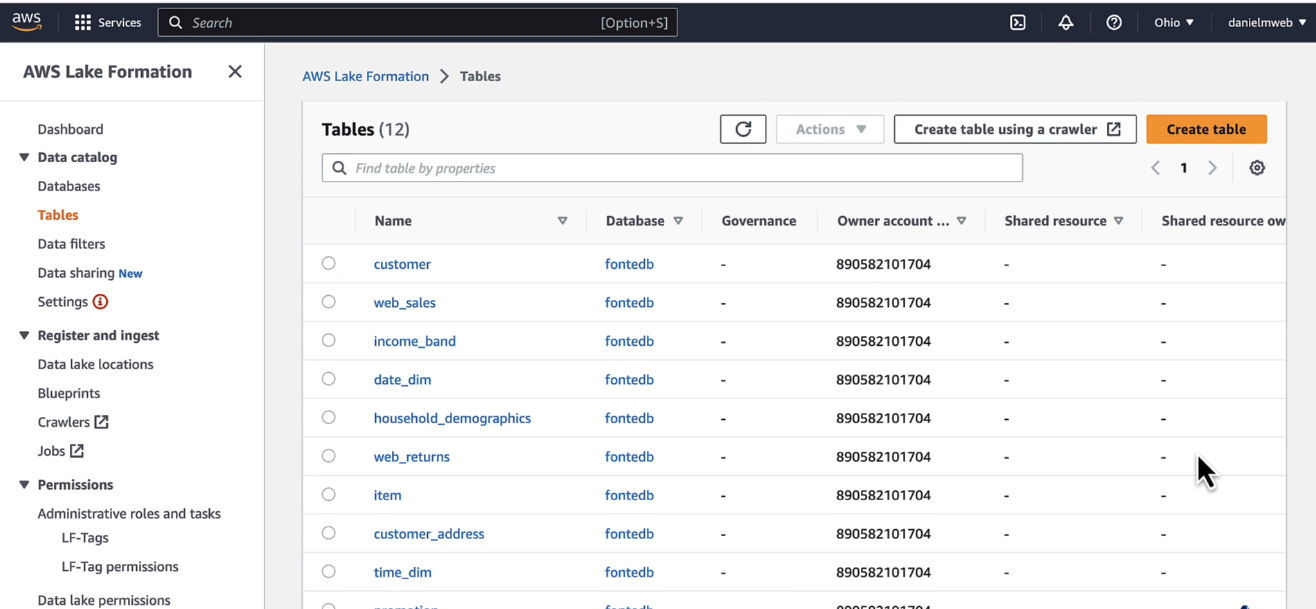 aws Services Search [Option+S] Ohio danielmweb
AWS Lake Formation
Dashboard
Data catalog
Databases
Tables
Data filters
Data sharing New
Settings
Register and ingest
Data lake locations
Blueprints
Crawlers
Jobs
Permissions
Administrative roles and tasks
LF-Tags
LF-Tag permissions
Data lake permissions
AWS Lake Formation > Tables
Tables (12) Actions Create table using a crawler Create table
Find table by properties 1
Name Database Governance Owner account ... Shared resource Shared resource ow
customer fontedb - 890582101704 - -
web_sales fontedb - 890582101704 - -
income_band fontedb - 890582101704 - -
date_dim fontedb - 890582101704 - -
household_demographics fontedb - 890582101704 - -
web_returns fontedb - 890582101704 - -
item fontedb - 890582101704 - -
customer_address fontedb - 890582101704 - -
time_dim fontedb - 890582101704 - -